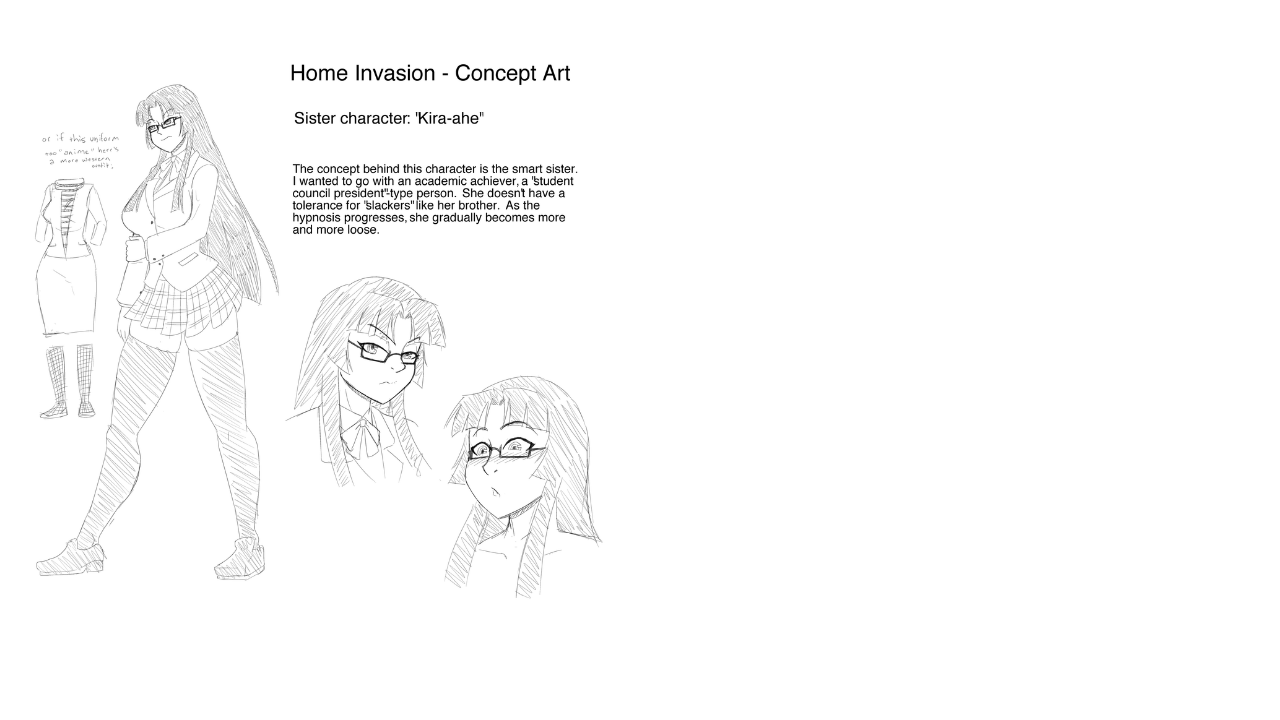 Home Invasion - Concept Art
Sister character: "Kira-ahe"
or if this uniform
too "anime" here's
a more western
outfit.
The concept behind this character is the smart sister.
I wanted to go with an academic achiever, a "student
council president"-type person.  She doesn't have a
tolerance for "slackers" like her brother.  As the
hypnosis progresses, she gradually becomes more
and more loose.